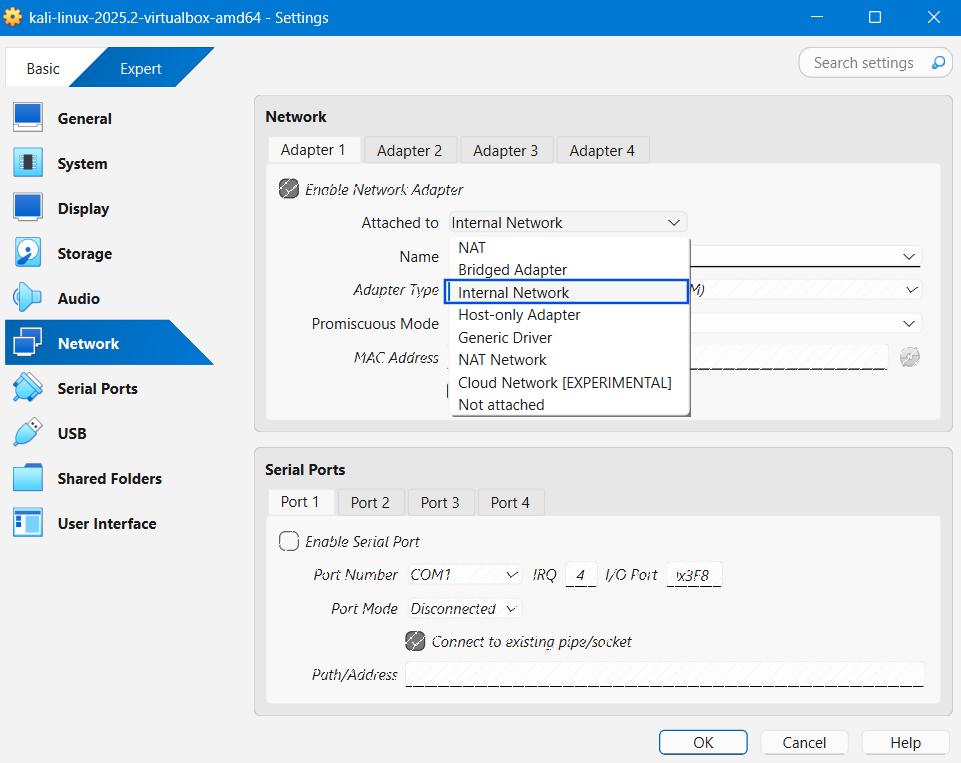 kali-linux-2025.2-virtualbox-amd64 - Settings
Basic
Expert
Search settings
General
System
Display
Storage
Audio
Network
Serial Ports
USB
Shared Folders
User Interface
Network
Adapter 1 Adapter 2 Adapter 3 Adapter 4
Enable Network Adapter
Attached to Internal Network
Name
Adapter Type
Promiscuous Mode
MAC Address
NAT
Bridged Adapter
Internal Network
Host-only Adapter
Generic Driver
NAT Network
Cloud Network [EXPERIMENTAL]
Not attached
Serial Ports
Port 1 Port 2 Port 3 Port 4
Enable Serial Port
Port Number COM1 IRQ 4 I/O Port x3F8
Port Mode Disconnected
Connect to existing pipe/socket
Path/Address
OK Cancel Help